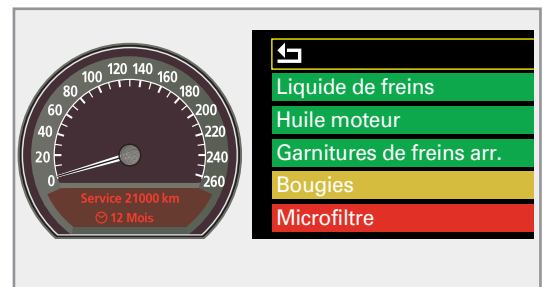 0
20
40
60
80
100
120
140
160
180
200
220
240
260
Service 21000 km
12 Mois
Liquide de freins
Huile moteur
Garnitures de freins arr.
Bougies
Microfiltre